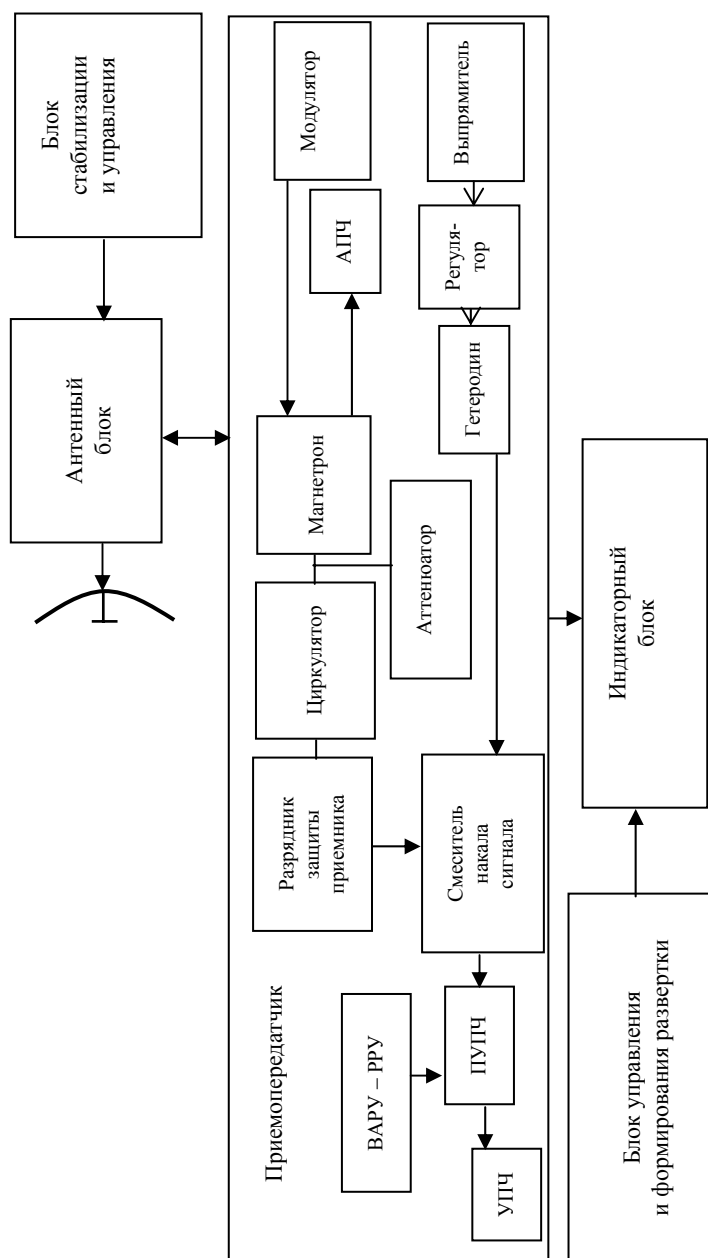 Блок
стабилизации
и управления
Антенный
блок
Приемопередатчик
Модулятор
АПЧ
Магнетрон
Циркулятор
Аттенюатор
Разрядник
защиты
приемника
Выпрямитель
Регуля-
тор
Гетеродин
Смеситель
накала
сигнала
ВАРУ – РРУ
ПУПЧ
УПЧ
Индикаторный
блок
Блок управления
и формирования развертки